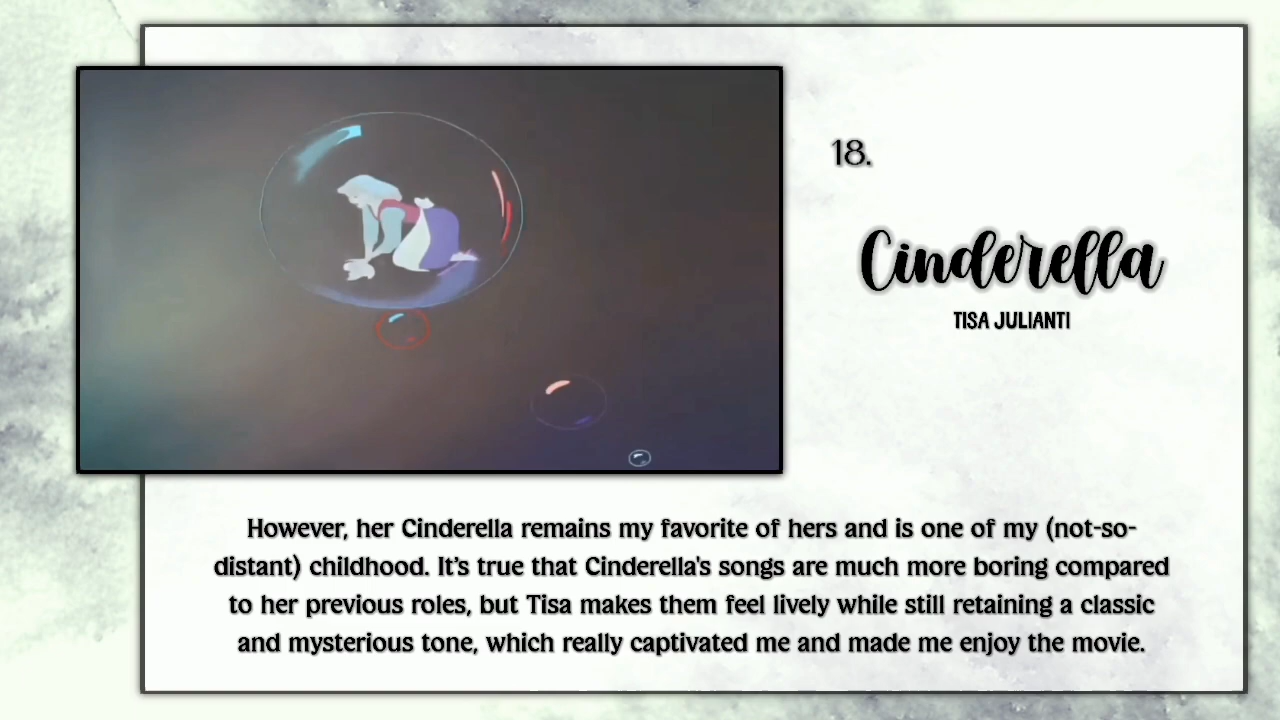 18.
Cinderella
TISA JULIANTI
However, her Cinderella remains my favorite of hers and is one of my (not-so-
distant) childhood. It's true that Cinderella's songs are much more boring compared
to her previous roles, but Tisa makes them feel lively while still retaining a classic
and mysterious tone, which really captivated me and made me enjoy the movie.